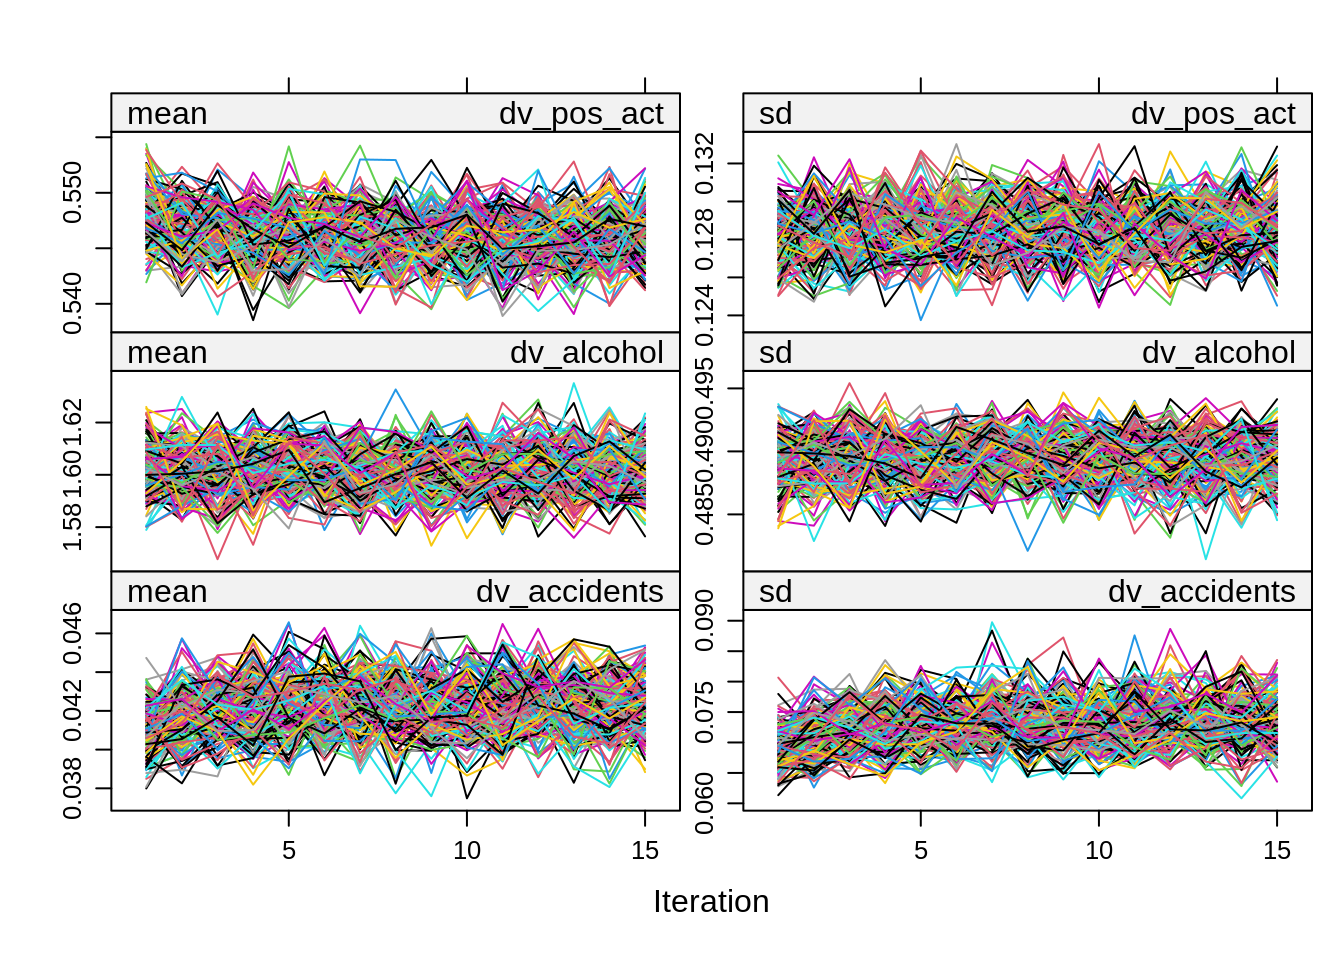 mean dv_pos_act
sd dv_pos_act
0.540 0.550
0.124 0.128 0.132
mean dv_alcohol
sd dv_alcohol
1.58 1.60 1.62
0.485 0.490 0.495
mean dv_accidents
sd dv_accidents
0.038 0.042 0.046
0.060 0.075 0.090
5 10 15
5 10 15
Iteration